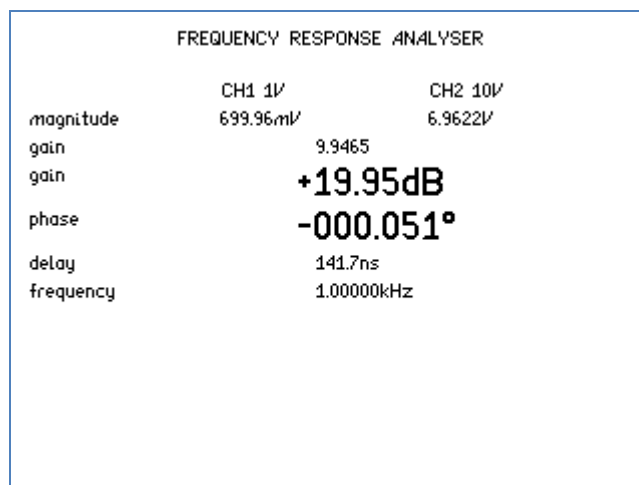 FREQUENCY RESPONSE ANALYSER
CH1 1V CH2 10V
magnitude 699.96mV 6.9622V
gain 9.9465
gain +19.95dB
phase -000.051°
delay 141.7ns
frequency 1.00000kHz